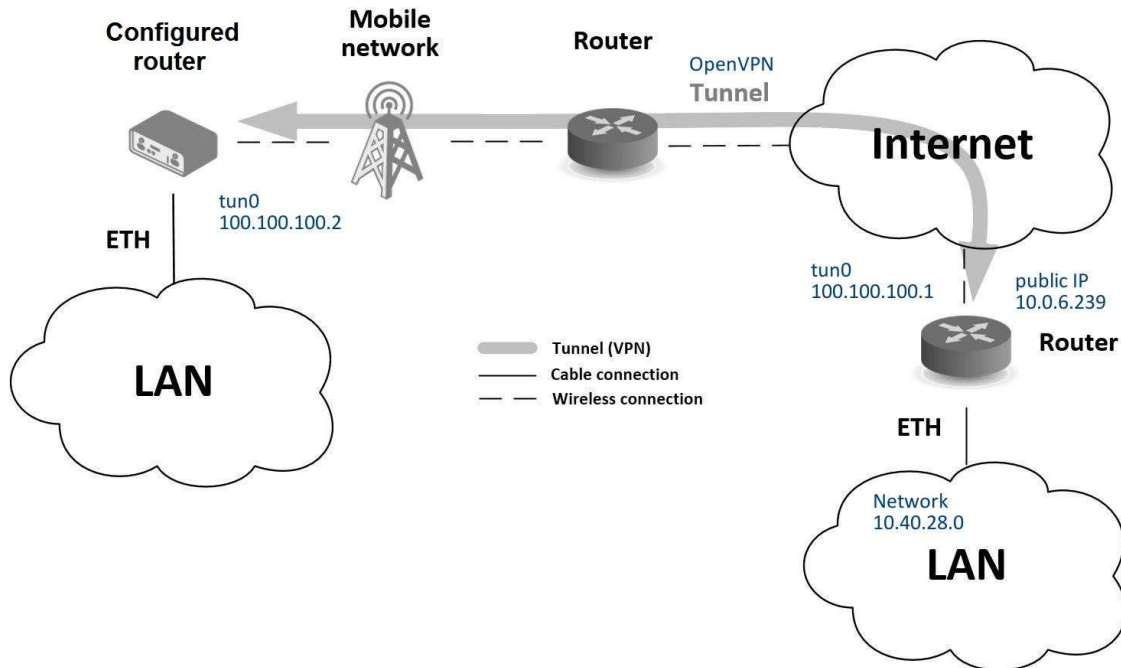 Configured
router
Mobile
network
Router
OpenVPN
Tunnel
Internet
tun0
100.100.100.2
ETH
LAN
tun0
100.100.100.1
public IP
10.0.6.239
Router
Tunnel (VPN)
Cable connection
Wireless connection
ETH
Network
10.40.28.0
LAN